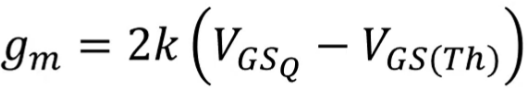 g_m = 2k(V_{GS_Q} − V_{GS(Th)})